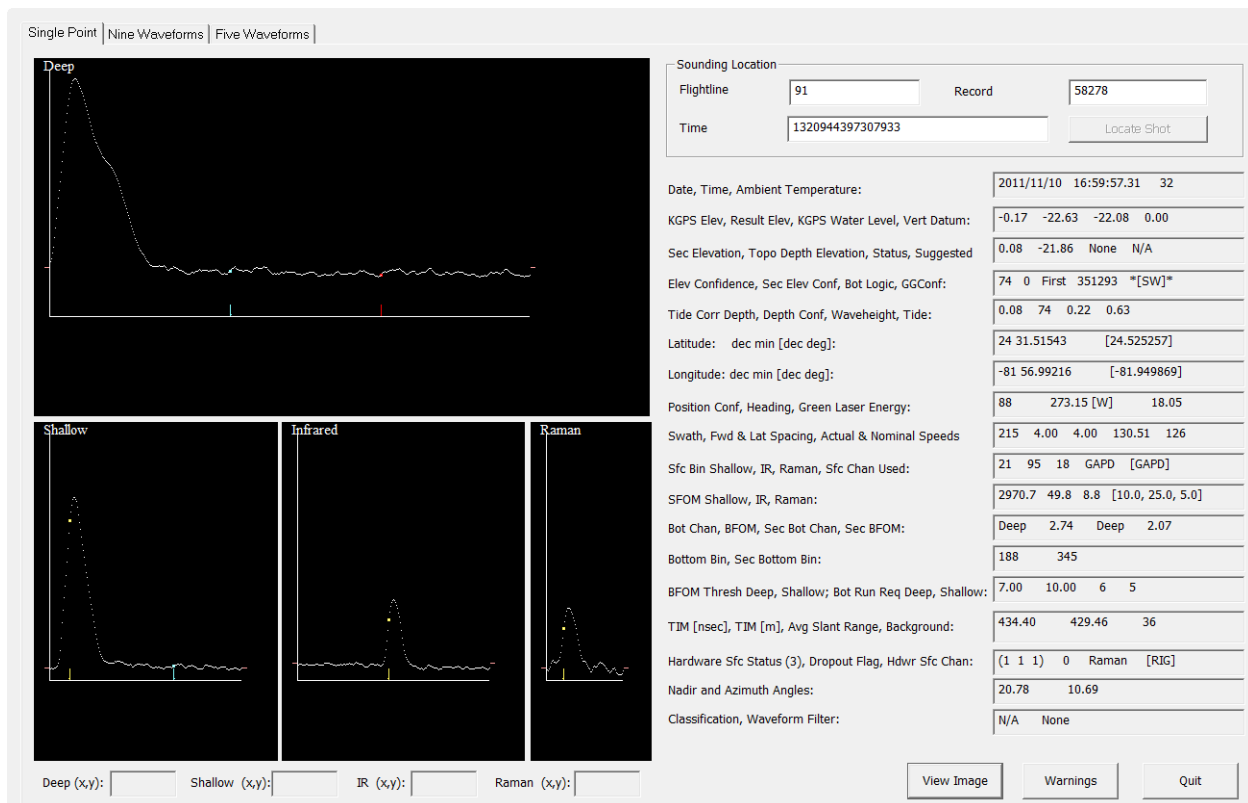 Single Point Nine Waveforms Five Waveforms
Deep
Shallow
Infrared
Raman
Deep (x,y): Shallow (x,y): IR (x,y): Raman (x,y):
Sounding Location
Flightline 91 Record 58278
Time 1320944397307933 Locate Shot
Date, Time, Ambient Temperature: 2011/11/10 16:59:57.31 32
KGPS Elev, Result Elev, KGPS Water Level, Vert Datum: -0.17 -22.63 -22.08 0.00
Sec Elevation, Topo Depth Elevation, Status, Suggested 0.08 -21.86 None N/A
Elev Confidence, Sec Elev Conf, Bot Logic, GGConf: 74 0 First 351293 *[SW]*
Tide Corr Depth, Depth Conf, Waveheight, Tide: 0.08 74 0.22 0.63
Latitude: dec min [dec deg]: 24 31.51543 [24.525257]
Longitude: dec min [dec deg]: -81 56.99216 [-81.949869]
Position Conf, Heading, Green Laser Energy: 88 273.15 [W] 18.05
Swath, Fwd & Lat Spacing, Actual & Nominal Speeds 215 4.00 4.00 130.51 126
Sfc Bin Shallow, IR, Raman, Sfc Chan Used: 21 95 18 GAPD [GAPD]
SFOM Shallow, IR, Raman: 2970.7 49.8 8.8 [10.0, 25.0, 5.0]
Bot Chan, BFOM, Sec Bot Chan, Sec BFOM: Deep 2.74 Deep 2.07
Bottom Bin, Sec Bottom Bin: 188 345
BFOM Thresh Deep, Shallow; Bot Run Req Deep, Shallow: 7.00 10.00 6 5
TIM [nsec], TIM [m], Avg Slant Range, Background: 434.40 429.46 36
Hardware Sfc Status (3), Dropout Flag, Hdwr Sfc Chan: (1 1 1) 0 Raman [RIG]
Nadir and Azimuth Angles: 20.78 10.69
Classification, Waveform Filter: N/A None
View Image Warnings Quit